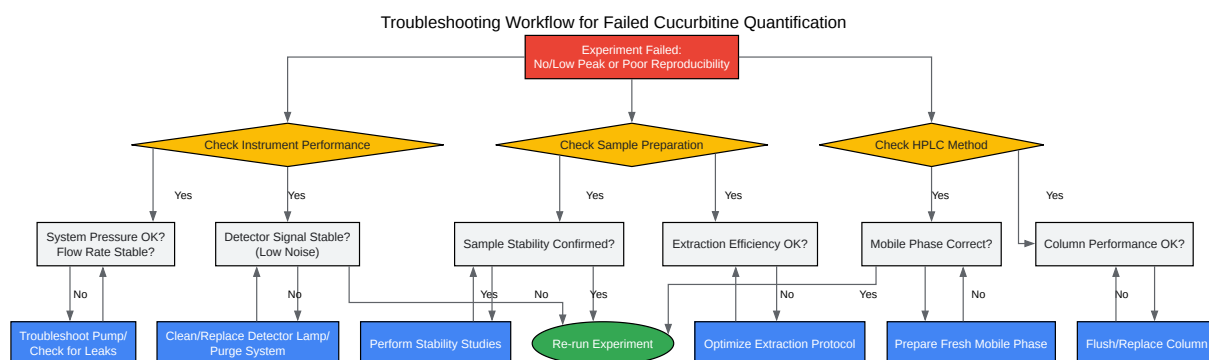 Troubleshooting Workflow for Failed Cucurbitine Quantification
Experiment Failed:
No/Low Peak or Poor Reproducibility
Check Instrument Performance
Check Sample Preparation
Check HPLC Method
Yes
Yes
Yes
Yes
Yes
Yes
System Pressure OK?
Flow Rate Stable?
Detector Signal Stable?
(Low Noise)
Sample Stability Confirmed?
Extraction Efficiency OK?
Mobile Phase Correct?
Column Performance OK?
No
No
Yes
No
Yes
No
Yes
No
No
Troubleshoot Pump/
Check for Leaks
Clean/Replace Detector Lamp/
Purge System
Perform Stability Studies
Re-run Experiment
Optimize Extraction Protocol
Prepare Fresh Mobile Phase
Flush/Replace Column